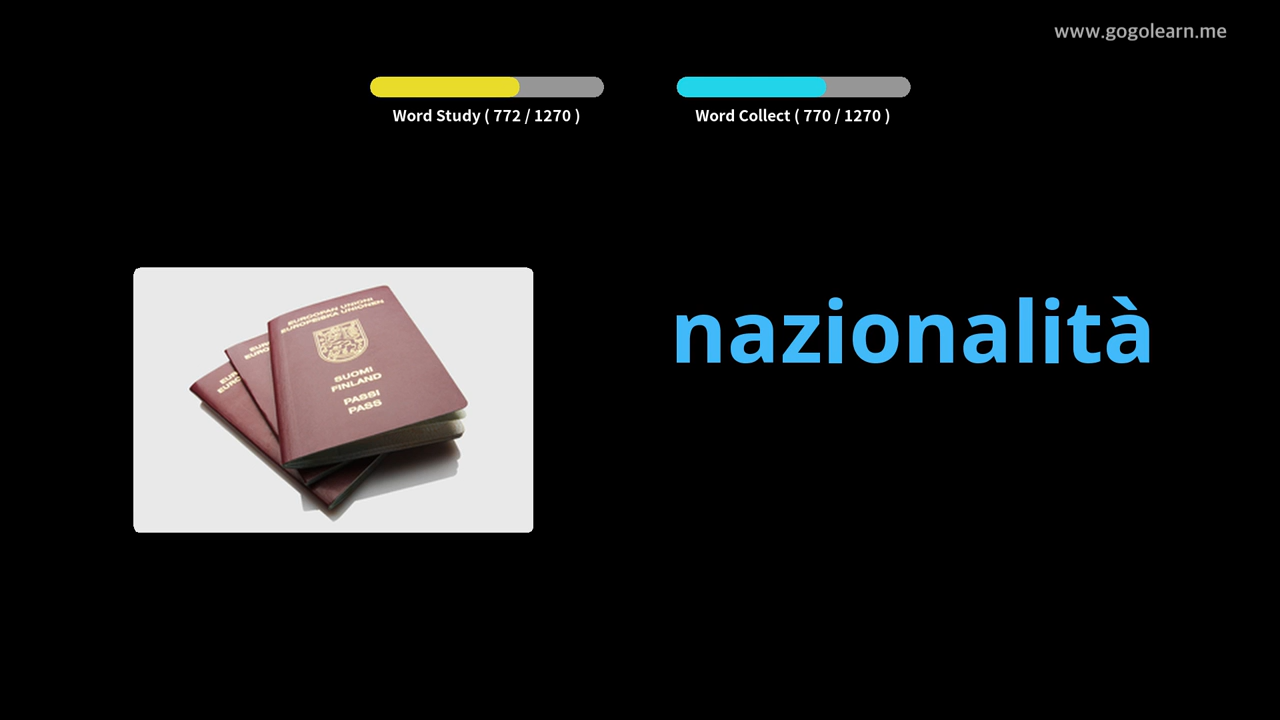 www.gogolearn.me
Word Study ( 772 / 1270 )
Word Collect ( 770 / 1270 )
nazionalità
EUROOPAN UNIONI
EUROPEISKA UNIONEN
SUOMI
FINLAND
PASSI
PASS